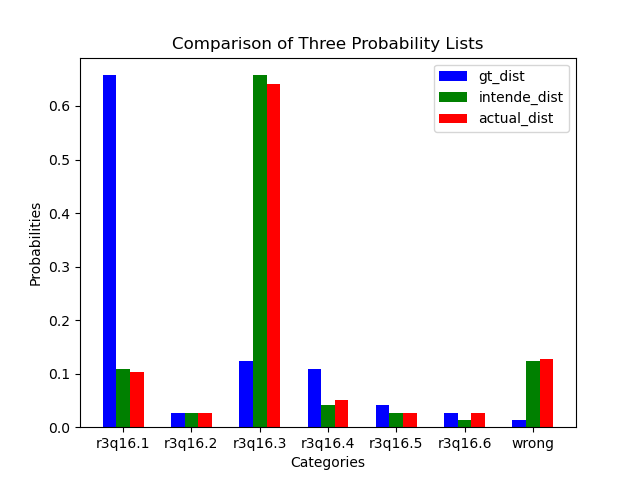 Comparison of Three Probability Lists
gt_dist
intende_dist
actual_dist
Probabilities
0.6
0.5
0.4
0.3
0.2
0.1
0.0
r3q16.1 r3q16.2 r3q16.3 r3q16.4 r3q16.5 r3q16.6 wrong
Categories